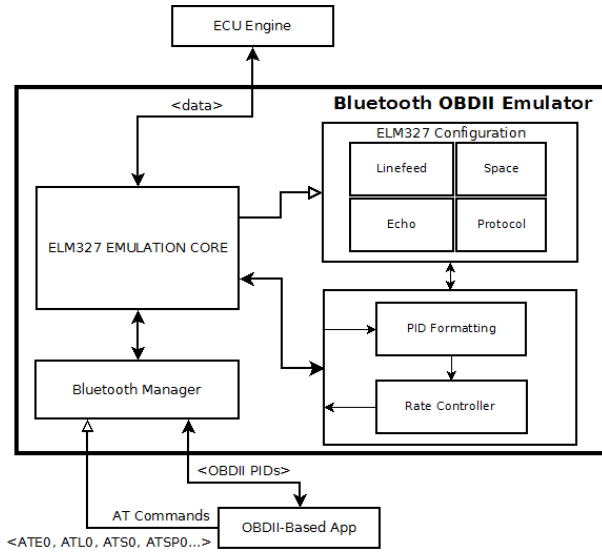 ECU Engine
Bluetooth OBDII Emulator
<data>
ELM327 Configuration
Linefeed
Space
Echo
Protocol
ELM327 EMULATION CORE
PID Formatting
Bluetooth Manager
Rate Controller
<OBDII PIDs>
AT Commands
OBDII-Based App
<ATE0, ATL0, ATS0, ATSP0...>